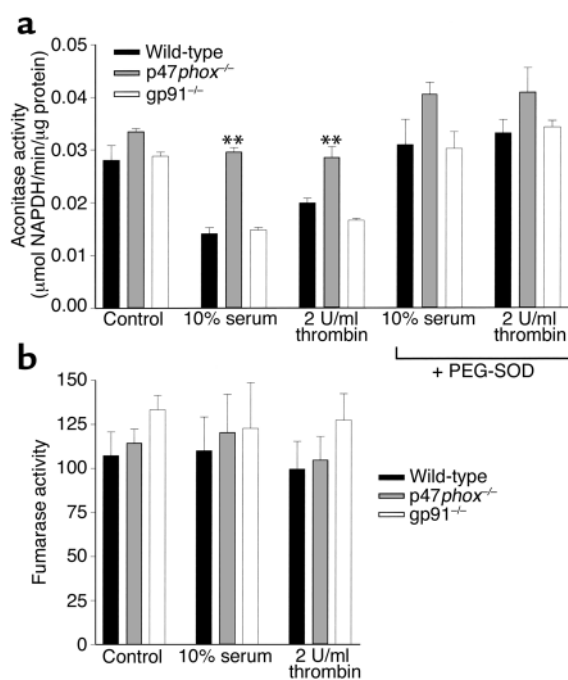 a
Aconitase activity
(µmol NAPDH/min/µg protein)
0.05
0.04
0.03
0.02
0.01
0.00
Wild-type
p47phox–/–
gp91–/–
**
**
Control
10% serum
2 U/ml
thrombin
10% serum
2 U/ml
thrombin
+ PEG-SOD
b
Fumarase activity
150
125
100
75
50
25
0
Wild-type
p47phox–/–
gp91–/–
Control
10% serum
2 U/ml
thrombin